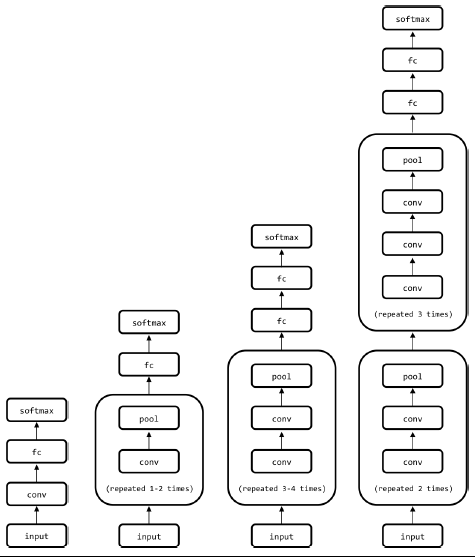 softmax
fc
conv
input
softmax
fc
pool
conv
(repeated 1-2 times)
input
softmax
fc
fc
pool
conv
conv
(repeated 3-4 times)
input
softmax
fc
fc
pool
conv
conv
conv
(repeated 3 times)
pool
conv
conv
(repeated 2 times)
input